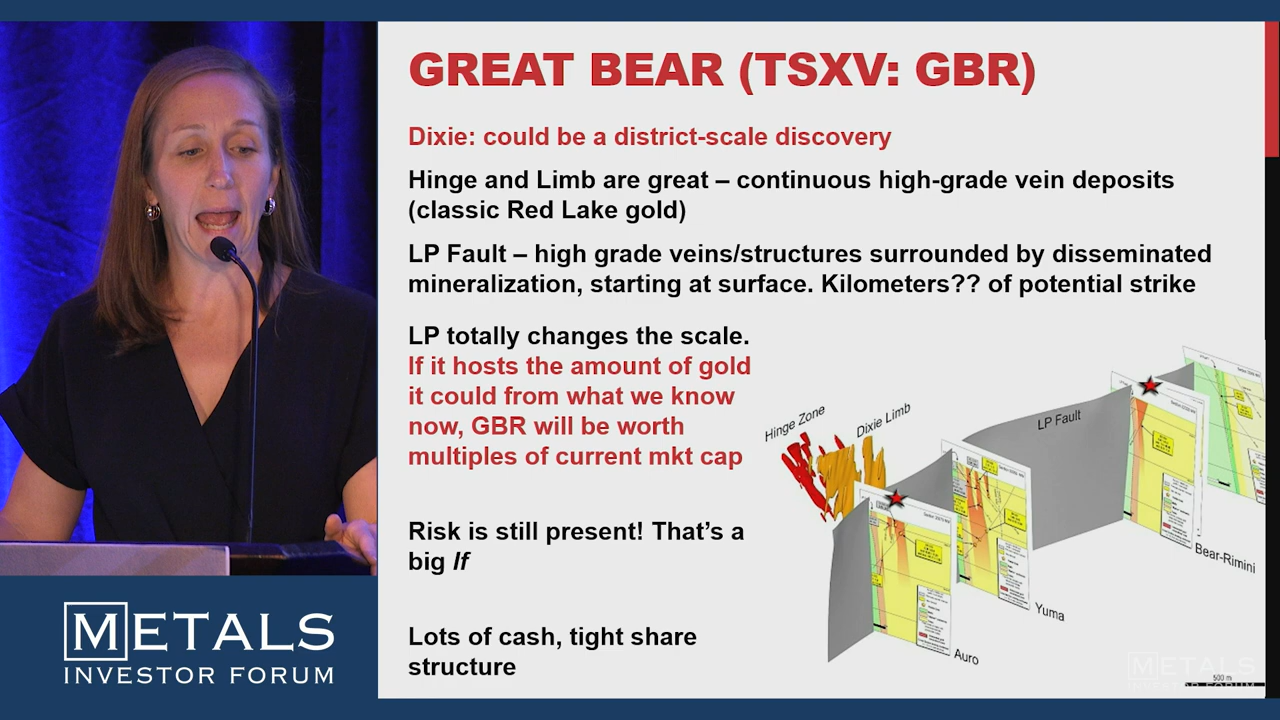 GREAT BEAR (TSXV: GBR)
Dixie: could be a district-scale discovery
Hinge and Limb are great – continuous high-grade vein deposits
(classic Red Lake gold)
LP Fault – high grade veins/structures surrounded by disseminated
mineralization, starting at surface. Kilometers?? of potential strike
LP totally changes the scale.
If it hosts the amount of gold
it could from what we know
now, GBR will be worth
multiples of current mkt cap
Risk is still present! That's a
big If
Lots of cash, tight share
structure
Hinge Zone
Dixie Limb
LP Fault
Bear-Rimini
Yuma
Auro
500 m
METALS
INVESTOR FORUM
METALS
INVESTOR FORUM